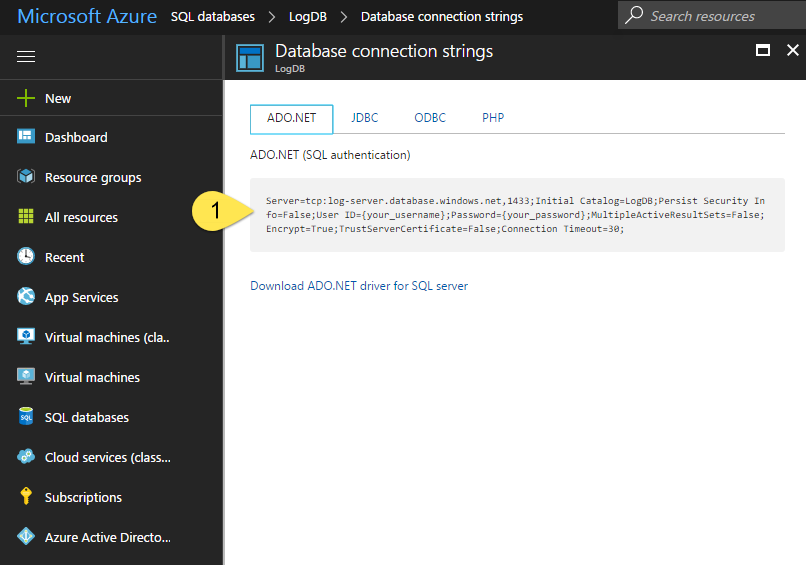 Microsoft Azure SQL databases > LogDB > Database connection strings
Search resources
Database connection strings
LogDB
New
Dashboard
Resource groups
All resources
Recent
App Services
Virtual machines (cla..
Virtual machines
SQL databases
Cloud services (class...
Subscriptions
Azure Active Directo...
ADO.NET JDBC ODBC PHP
ADO.NET (SQL authentication)
1
Server=tcp:log-server.database.windows.net,1433;Initial Catalog=LogDB;Persist Security In
fo=False;User ID={your_username};Password={your_password};MultipleActiveResultSets=False;
Encrypt=True;TrustServerCertificate=False;Connection Timeout=30;
Download ADO.NET driver for SQL server